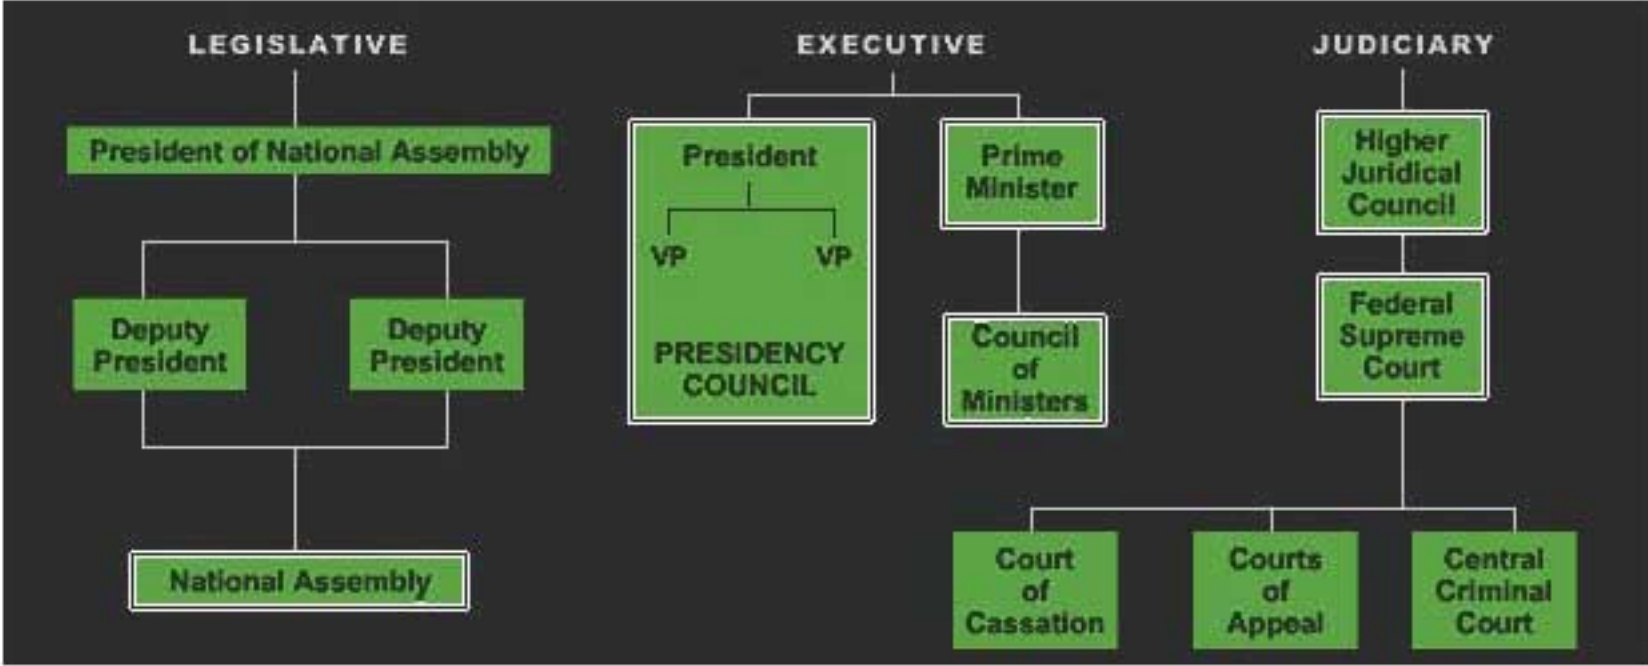 LEGISLATIVE
President of National Assembly
Deputy
President
Deputy
President
National Assembly
EXECUTIVE
President
VP
VP
PRESIDENCY
COUNCIL
Prime
Minister
Council
of
Ministers
JUDICIARY
Higher
Juridical
Council
Federal
Supreme
Court
Court
of
Cassation
Courts
of
Appeal
Central
Criminal
Court